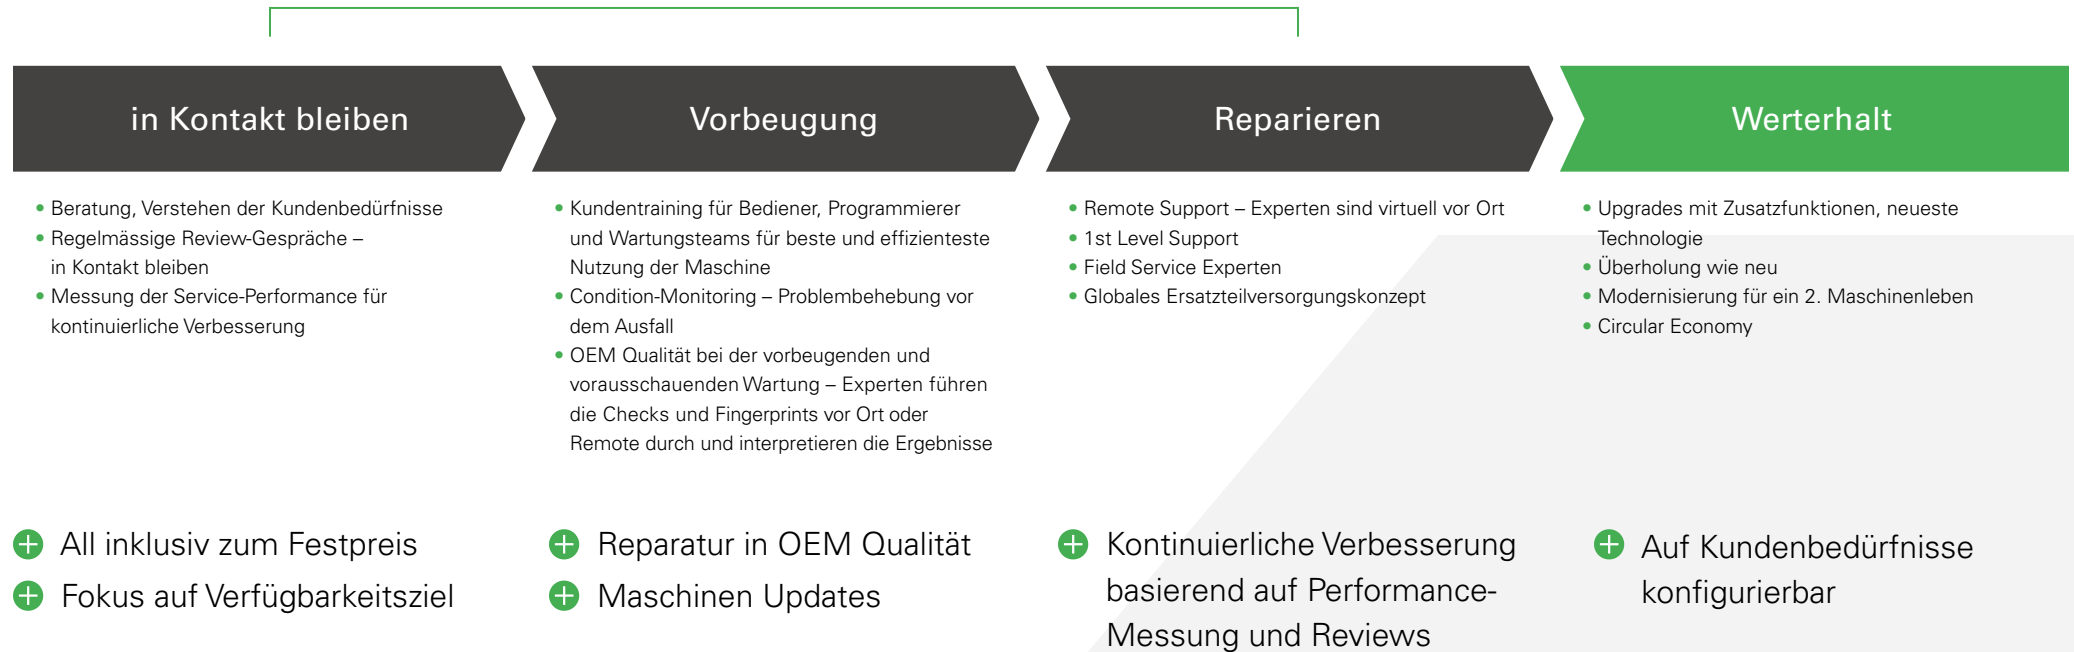 in Kontakt bleiben
• Beratung, Verstehen der Kundenbedürfnisse
• Regelmässige Review-Gespräche –
in Kontakt bleiben
• Messung der Service-Performance für
kontinuierliche Verbesserung
Vorbeugung
• Kundentraining für Bediener, Programmierer
und Wartungsteams für beste und effizienteste
Nutzung der Maschine
• Condition-Monitoring – Problembehebung vor
dem Ausfall
• OEM Qualität bei der vorbeugenden und
vorausschauenden Wartung – Experten führen
die Checks und Fingerprints vor Ort oder
Remote durch und interpretieren die Ergebnisse
Reparieren
• Remote Support – Experten sind virtuell vor Ort
• 1st Level Support
• Field Service Experten
• Globales Ersatzteilversorgungskonzept
Werterhalt
• Upgrades mit Zusatzfunktionen, neueste
Technologie
• Überholung wie neu
• Modernisierung für ein 2. Maschinenleben
• Circular Economy
All inklusiv zum Festpreis
Fokus auf Verfügbarkeitsziel
Reparatur in OEM Qualität
Maschinen Updates
Kontinuierliche Verbesserung
basierend auf Performance-
Messung und Reviews
Auf Kundenbedürfnisse
konfigurierbar